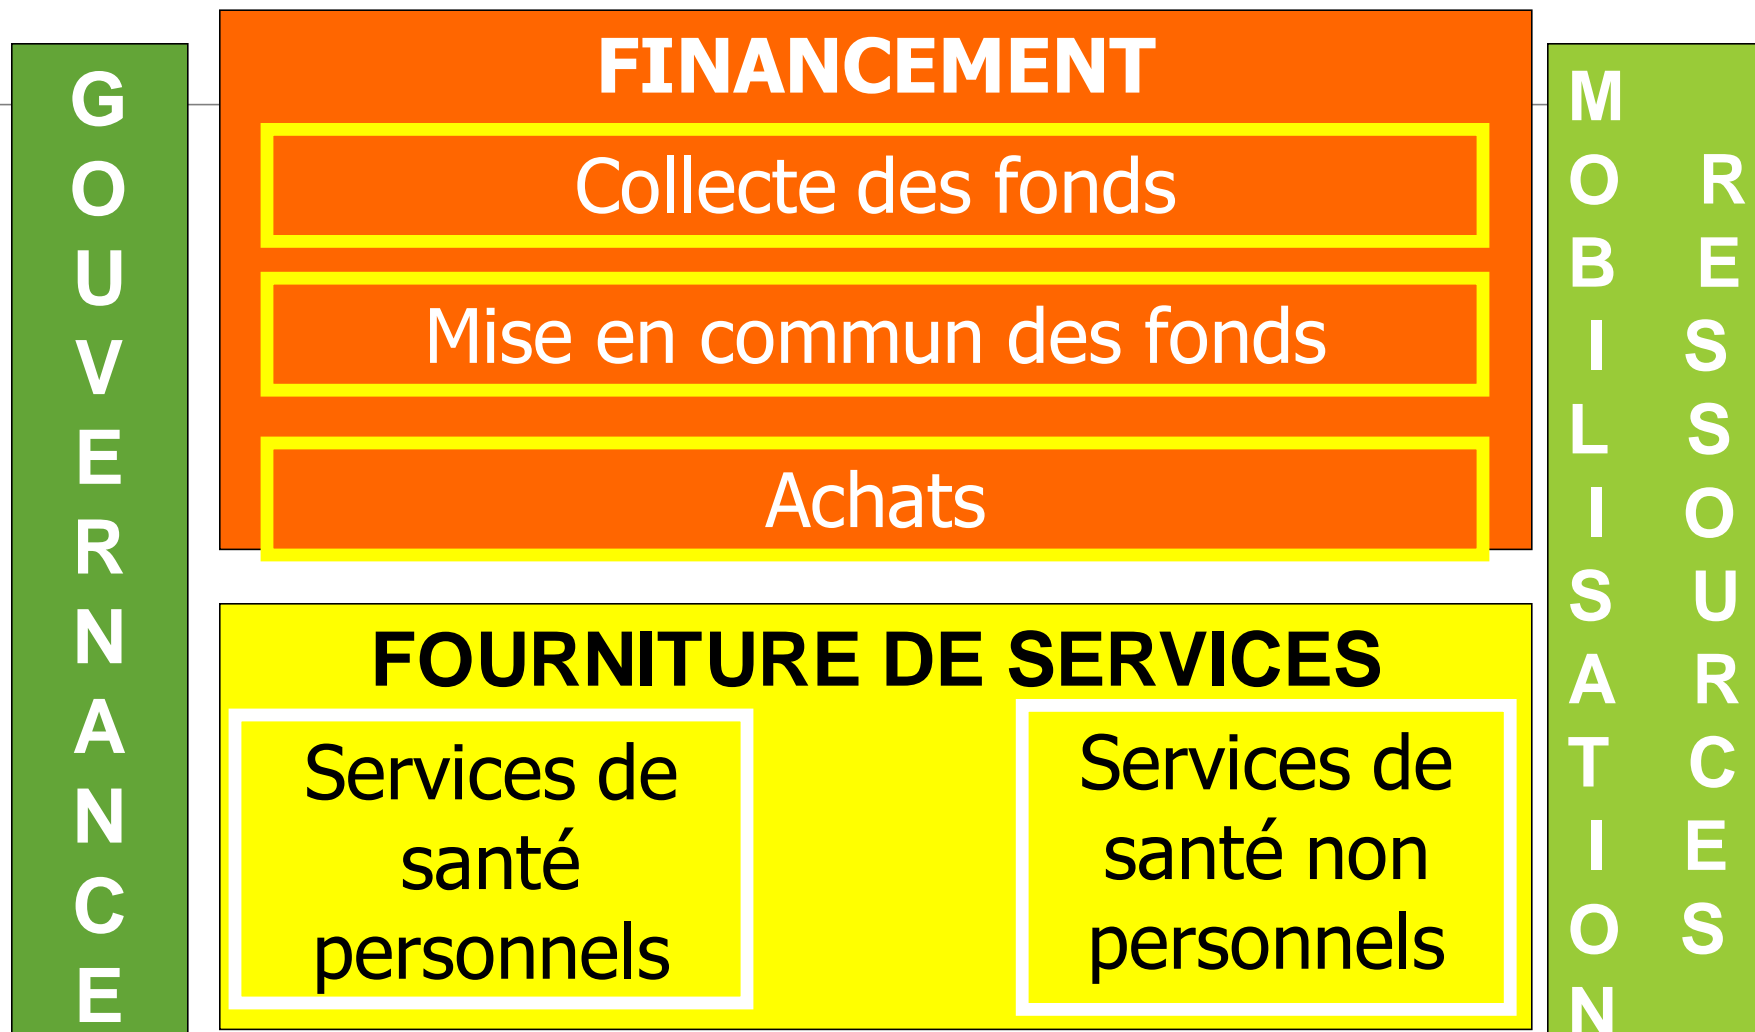 GOUVERNANCE
FINANCEMENT
Collecte des fonds
Mise en commun des fonds
Achats
FOURNITURE DE SERVICES
Services de
santé
personnels
Services de
santé non
personnels
MOBILISATION
RESSOURCES